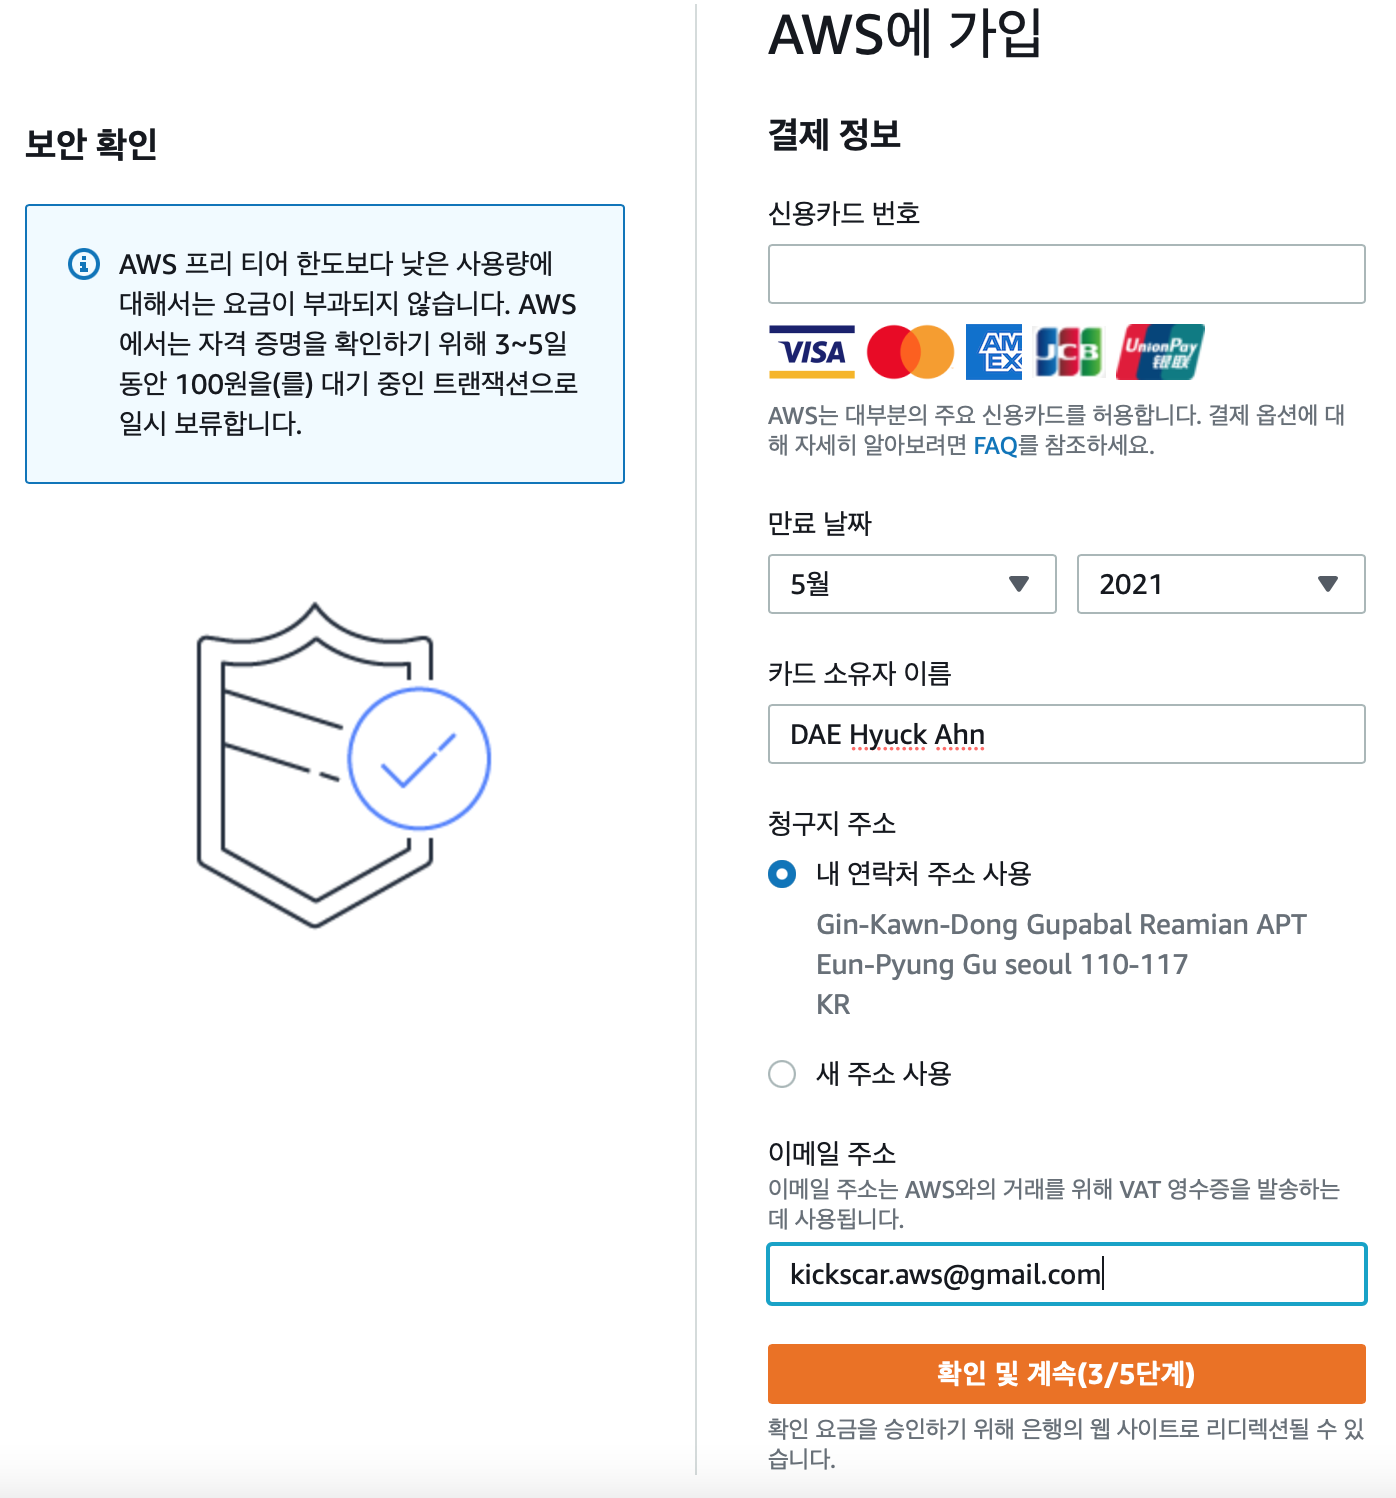 보안 확인
AWS 프리 티어 한도보다 낮은 사용량에
대해서는 요금이 부과되지 않습니다. AWS
에서는 자격 증명을 확인하기 위해 3~5일
동안 100원을(를) 대기 중인 트랜잭션으로
일시 보류합니다.
AWS에 가입
결제 정보
신용카드 번호
VISA
AM
EX
JCB
UnionPay
银联
AWS는 대부분의 주요 신용카드를 허용합니다. 결제 옵션에 대
해 자세히 알아보려면 FAQ를 참조하세요.
만료 날짜
5월
2021
카드 소유자 이름
DAE Hyuck Ahn
청구지 주소
내 연락처 주소 사용
Gin-Kawn-Dong Gupabal Reamian APT
Eun-Pyung Gu seoul 110-117
KR
새 주소 사용
이메일 주소
이메일 주소는 AWS와의 거래를 위해 VAT 영수증을 발송하는
데 사용됩니다.
kickscar.aws@gmail.com
확인 및 계속(3/5단계)
확인 요금을 승인하기 위해 은행의 웹 사이트로 리디렉션될 수 있
습니다.